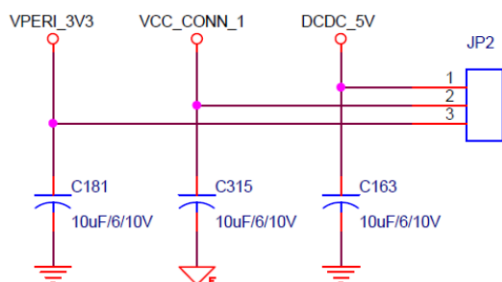 VPERI_3V3 VCC_CONN_1 DCDC_5V
JP2
1
2
3
C181 C315 C163
10uF/6/10V 10uF/6/10V 10uF/6/10V